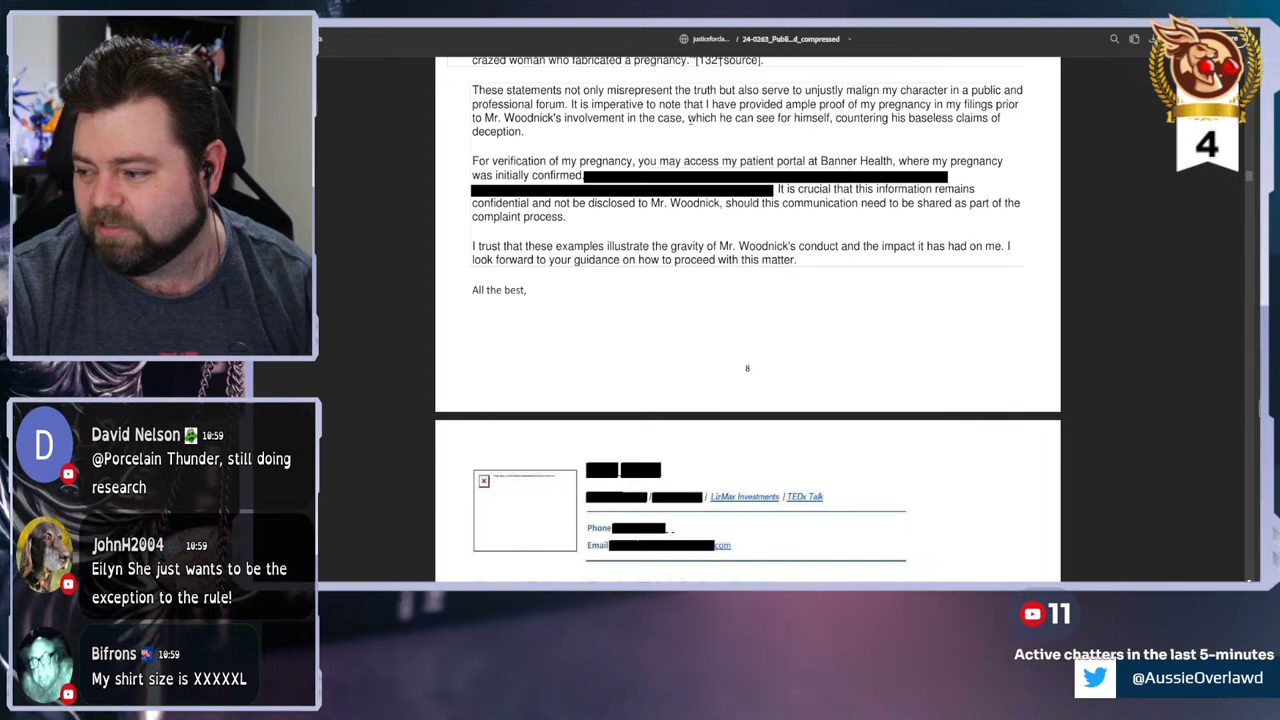 justiceforcla... / 24-0263_Publi...d_compressed
4
crazed woman who fabricated a pregnancy."[132†source].
These statements not only misrepresent the truth but also serve to unjustly malign my character in a public and
professional forum. It is imperative to note that I have provided ample proof of my pregnancy in my filings prior
to Mr. Woodnick's involvement in the case, which he can see for himself, countering his baseless claims of
deception.
For verification of my pregnancy, you may access my patient portal at Banner Health, where my pregnancy
was initially confirmed.
It is crucial that this information remains
confidential and not be disclosed to Mr. Woodnick, should this communication need to be shared as part of the
complaint process.
I trust that these examples illustrate the gravity of Mr. Woodnick's conduct and the impact it has had on me. I
look forward to your guidance on how to proceed with this matter.
All the best,
8
/ | LizMax Investments | TEDx Talk
Phone
Email com
D
David Nelson 10:59
@Porcelain Thunder, still doing
research
JohnH2004 10:59
Eilyn She just wants to be the
exception to the rule!
Bifrons 10:59
My shirt size is XXXXXL
11
Active chatters in the last 5-minutes
@AussieOverlawd